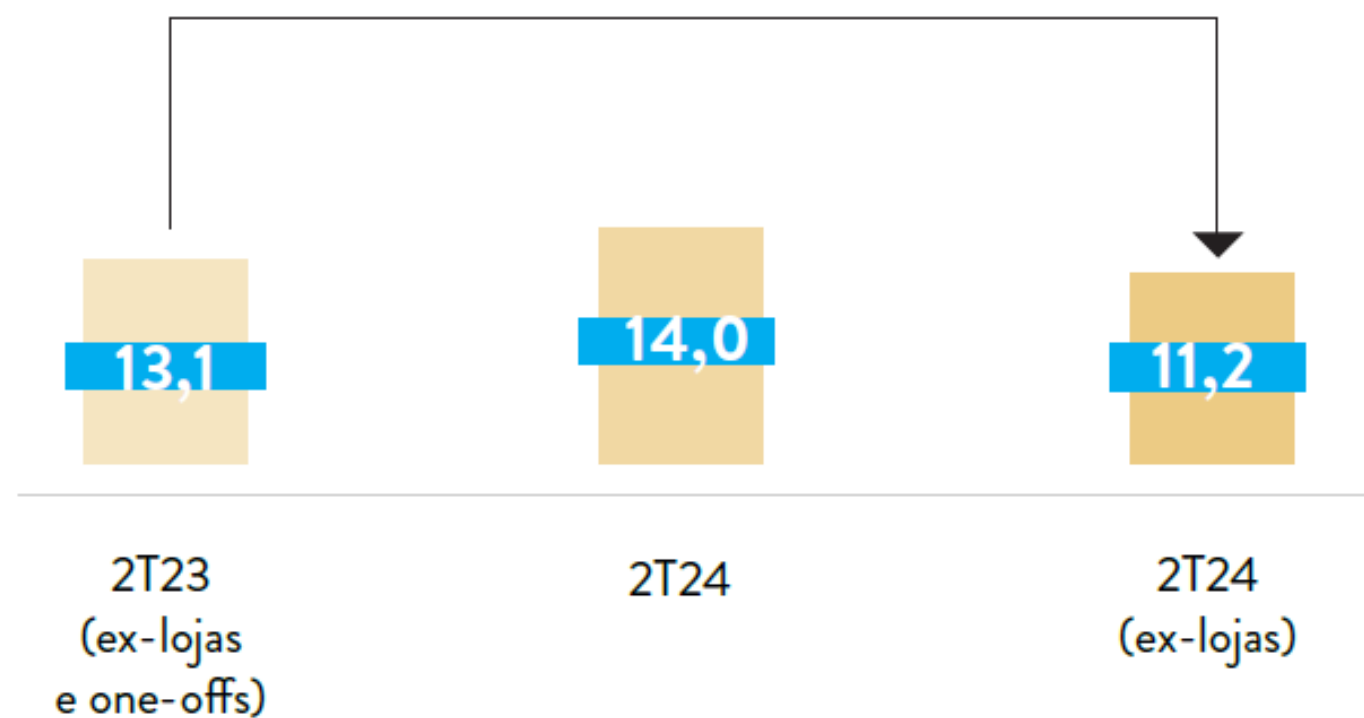 13,1
14,0
11,2
2T23
(ex-lojas
e one-offs)
2T24
2T24
(ex-lojas)